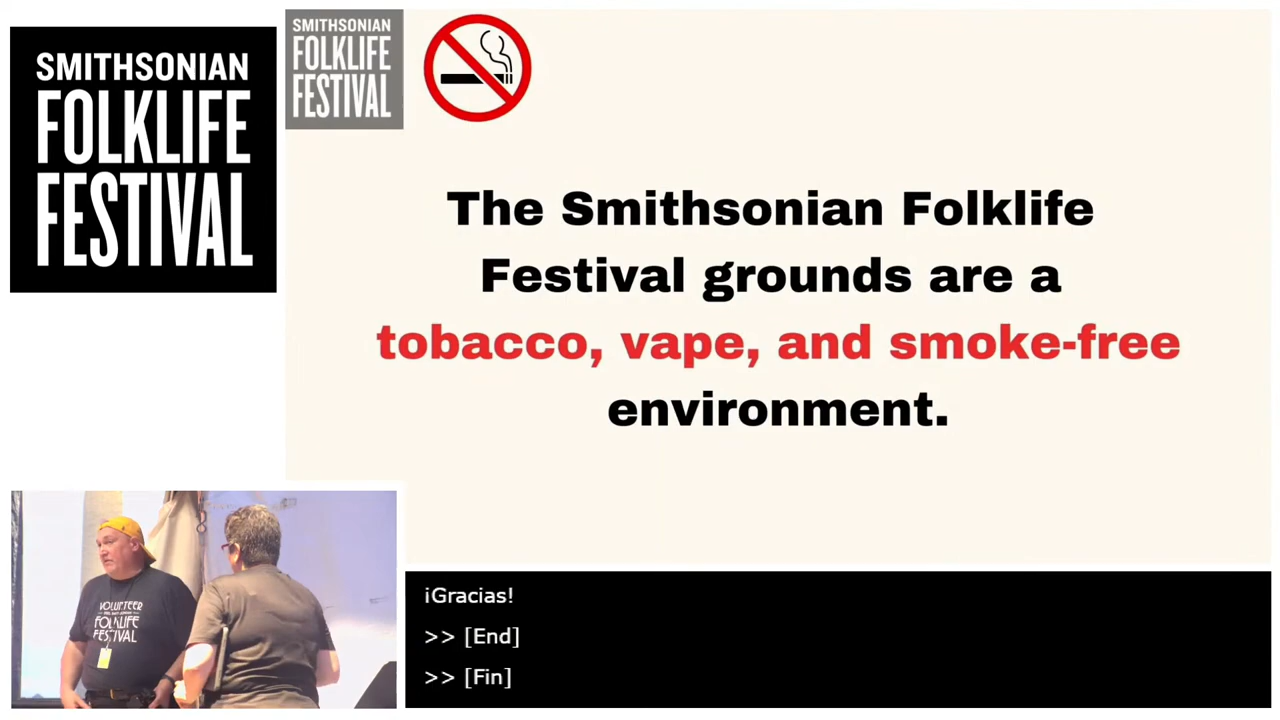 SMITHSONIAN
FOLKLIFE
FESTIVAL
SMITHSONIAN
FOLKLIFE
FESTIVAL
The Smithsonian Folklife
Festival grounds are a
tobacco, vape, and smoke-free
environment.
VOLUNTEER
FOLKLIFE
FESTIVAL
¡Gracias!
>> [End]
>> [Fin]